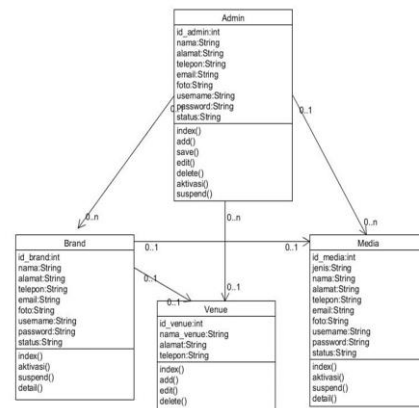 Admin
id_admin:int
nama:String
alamat:String
telepon:String
email:String
foto:String
username:String
password:String
status:String
index()
add()
save()
edit()
delete()
aktivasi()
suspend()
0..1
0..1
0..n
0..n
0..n
Brand
id_brand:int
nama:String
alamat:String
telepon:String
email:String
foto:String
username:String
password:String
status:String
index()
aktivasi()
suspend()
detail()
0..1
0..1
0..1
0..1
0..1
Venue
id_venue:int
nama_venue:String
alamat:String
telepon:String
index()
add()
edit()
delete()
Media
id_media:int
jenis:String
nama:String
alamat:String
telepon:String
email:String
foto:String
username:String
password:String
status:String
index()
aktivasi()
suspend()
detail()